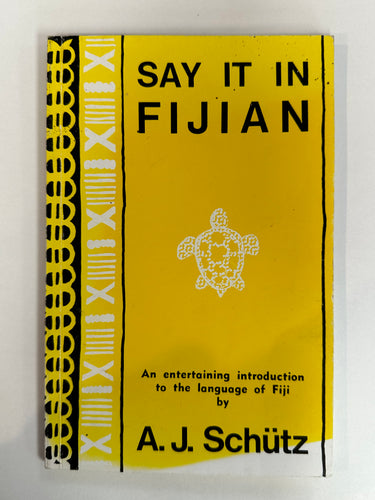 SAY IT IN
FIJIAN
An entertaining introduction
to the language of Fiji
by
A. J. Schütz